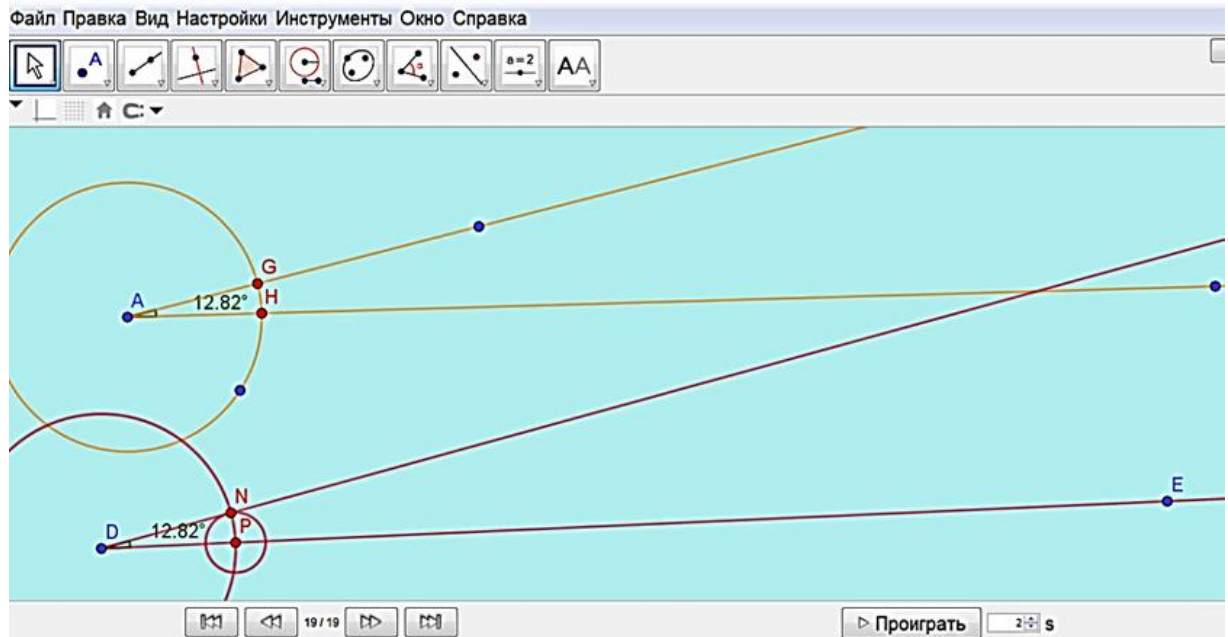 Файл Правка Вид Настройки Инструменты Окно Справка
A a=2 AA
G
A 12.82° H
N
E
D 12.82° P
19 / 19 Проиграть 2 s